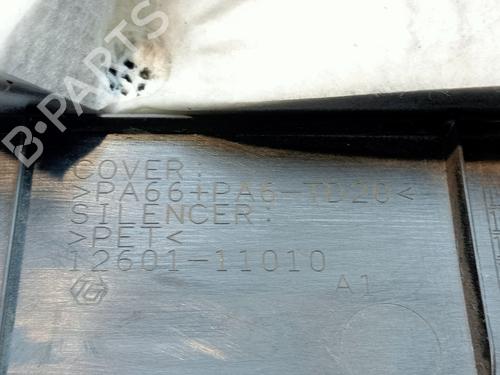 B-PARTS
COVER:
>PA66+PA6-TD20<
SILENCER:
>PET<
12601-11010
A1